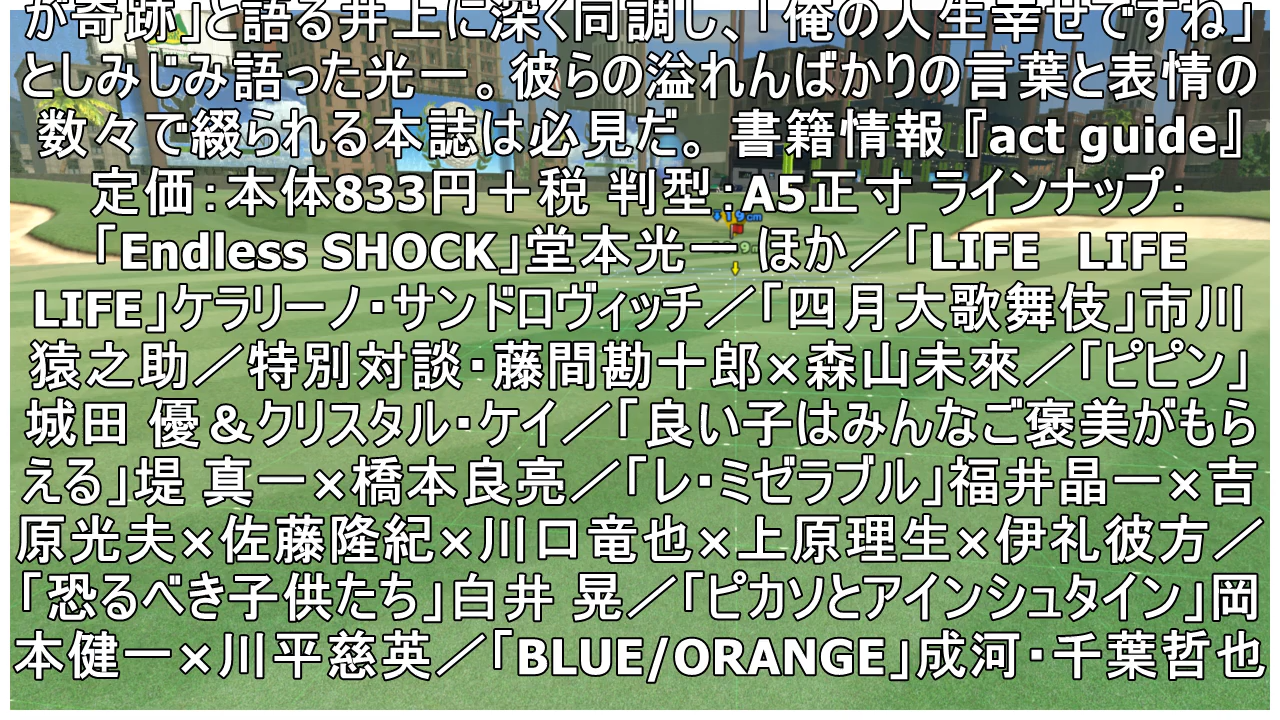 が奇跡」と語る井上に深く同調し、「俺の人生幸せですね」
としみじみ語った光一。彼らの溢れんばかりの言葉と表情の
数々で綴られる本誌は必見だ。書籍情報『act guide』
定価：本体833円＋税 判型：A5正寸 ラインナップ：
「Endless SHOCK」堂本光一 ほか／「LIFE LIFE
LIFE」ケラリーノ・サンドロヴィッチ／「四月大歌舞伎」市川
猿之助／特別対談・藤間勘十郎×森山未來／「ピピン」
城田 優＆クリスタル・ケイ／「良い子はみんなご褒美がもら
える」堤 真一×橋本良亮／「レ・ミゼラブル」福井晶一×吉
原光夫×佐藤隆紀×川口竜也×上原理生×伊礼彼方／
「恐るべき子供たち」白井 晃／「ピカソとアインシュタイン」岡
本健一×川平慈英／「BLUE/ORANGE」成河・千葉哲也